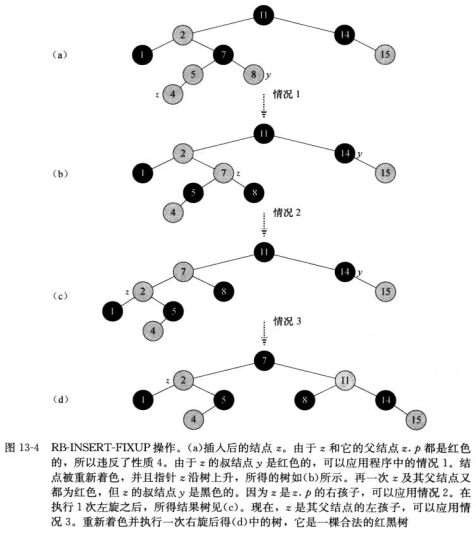 11
2
14
(a)
1
7
15
5
8 y
z 4
情况 1
11
2
14 y
(b)
1
7 z
15
5
8
4
情况 2
11
7
14 y
(c)
z 2
8
15
1
5
4
情况 3
7
z 2
11
(d)
1
5
8
14
4
15
图 13-4 RB-INSERT-FIXUP 操作。(a)插入后的结点 z。由于 z 和它的父结点 z.p 都是红色
的，所以违反了性质 4。由于 z 的叔结点 y 是红色的，可以应用程序中的情况 1。结
点被重新着色，并且指针 z 沿树上升，所得的树如(b)所示。再一次 z 及其父结点又
都为红色，但 z 的叔结点 y 是黑色的。因为 z 是 z.p 的右孩子，可以应用情况 2。在
执行 1 次左旋之后，所得结果树见(c)。现在，z 是其父结点的左孩子，可以应用情
况 3。重新着色并执行一次右旋后得(d)中的树，它是一棵合法的红黑树